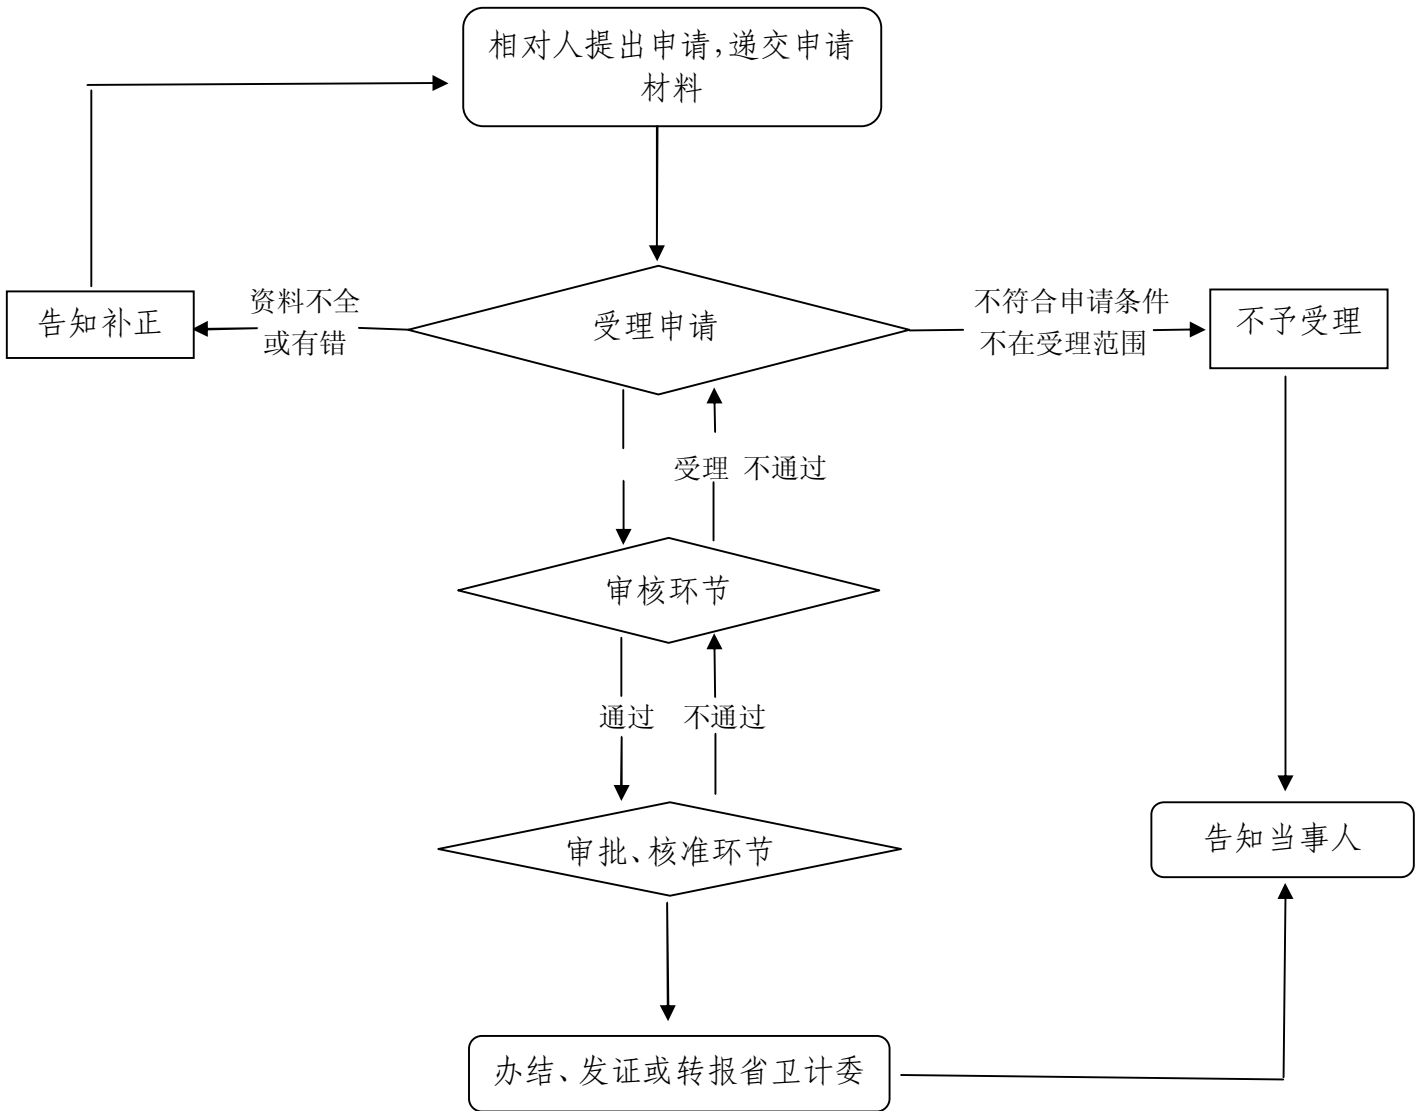 相对人提出申请,递交申请
材料
资料不全
或有错
告知补正
受理申请
不符合申请条件
不在受理范围
不予受理
受理 不通过
审核环节
通过 不通过
审批、核准环节
告知当事人
办结、发证或转报省卫计委